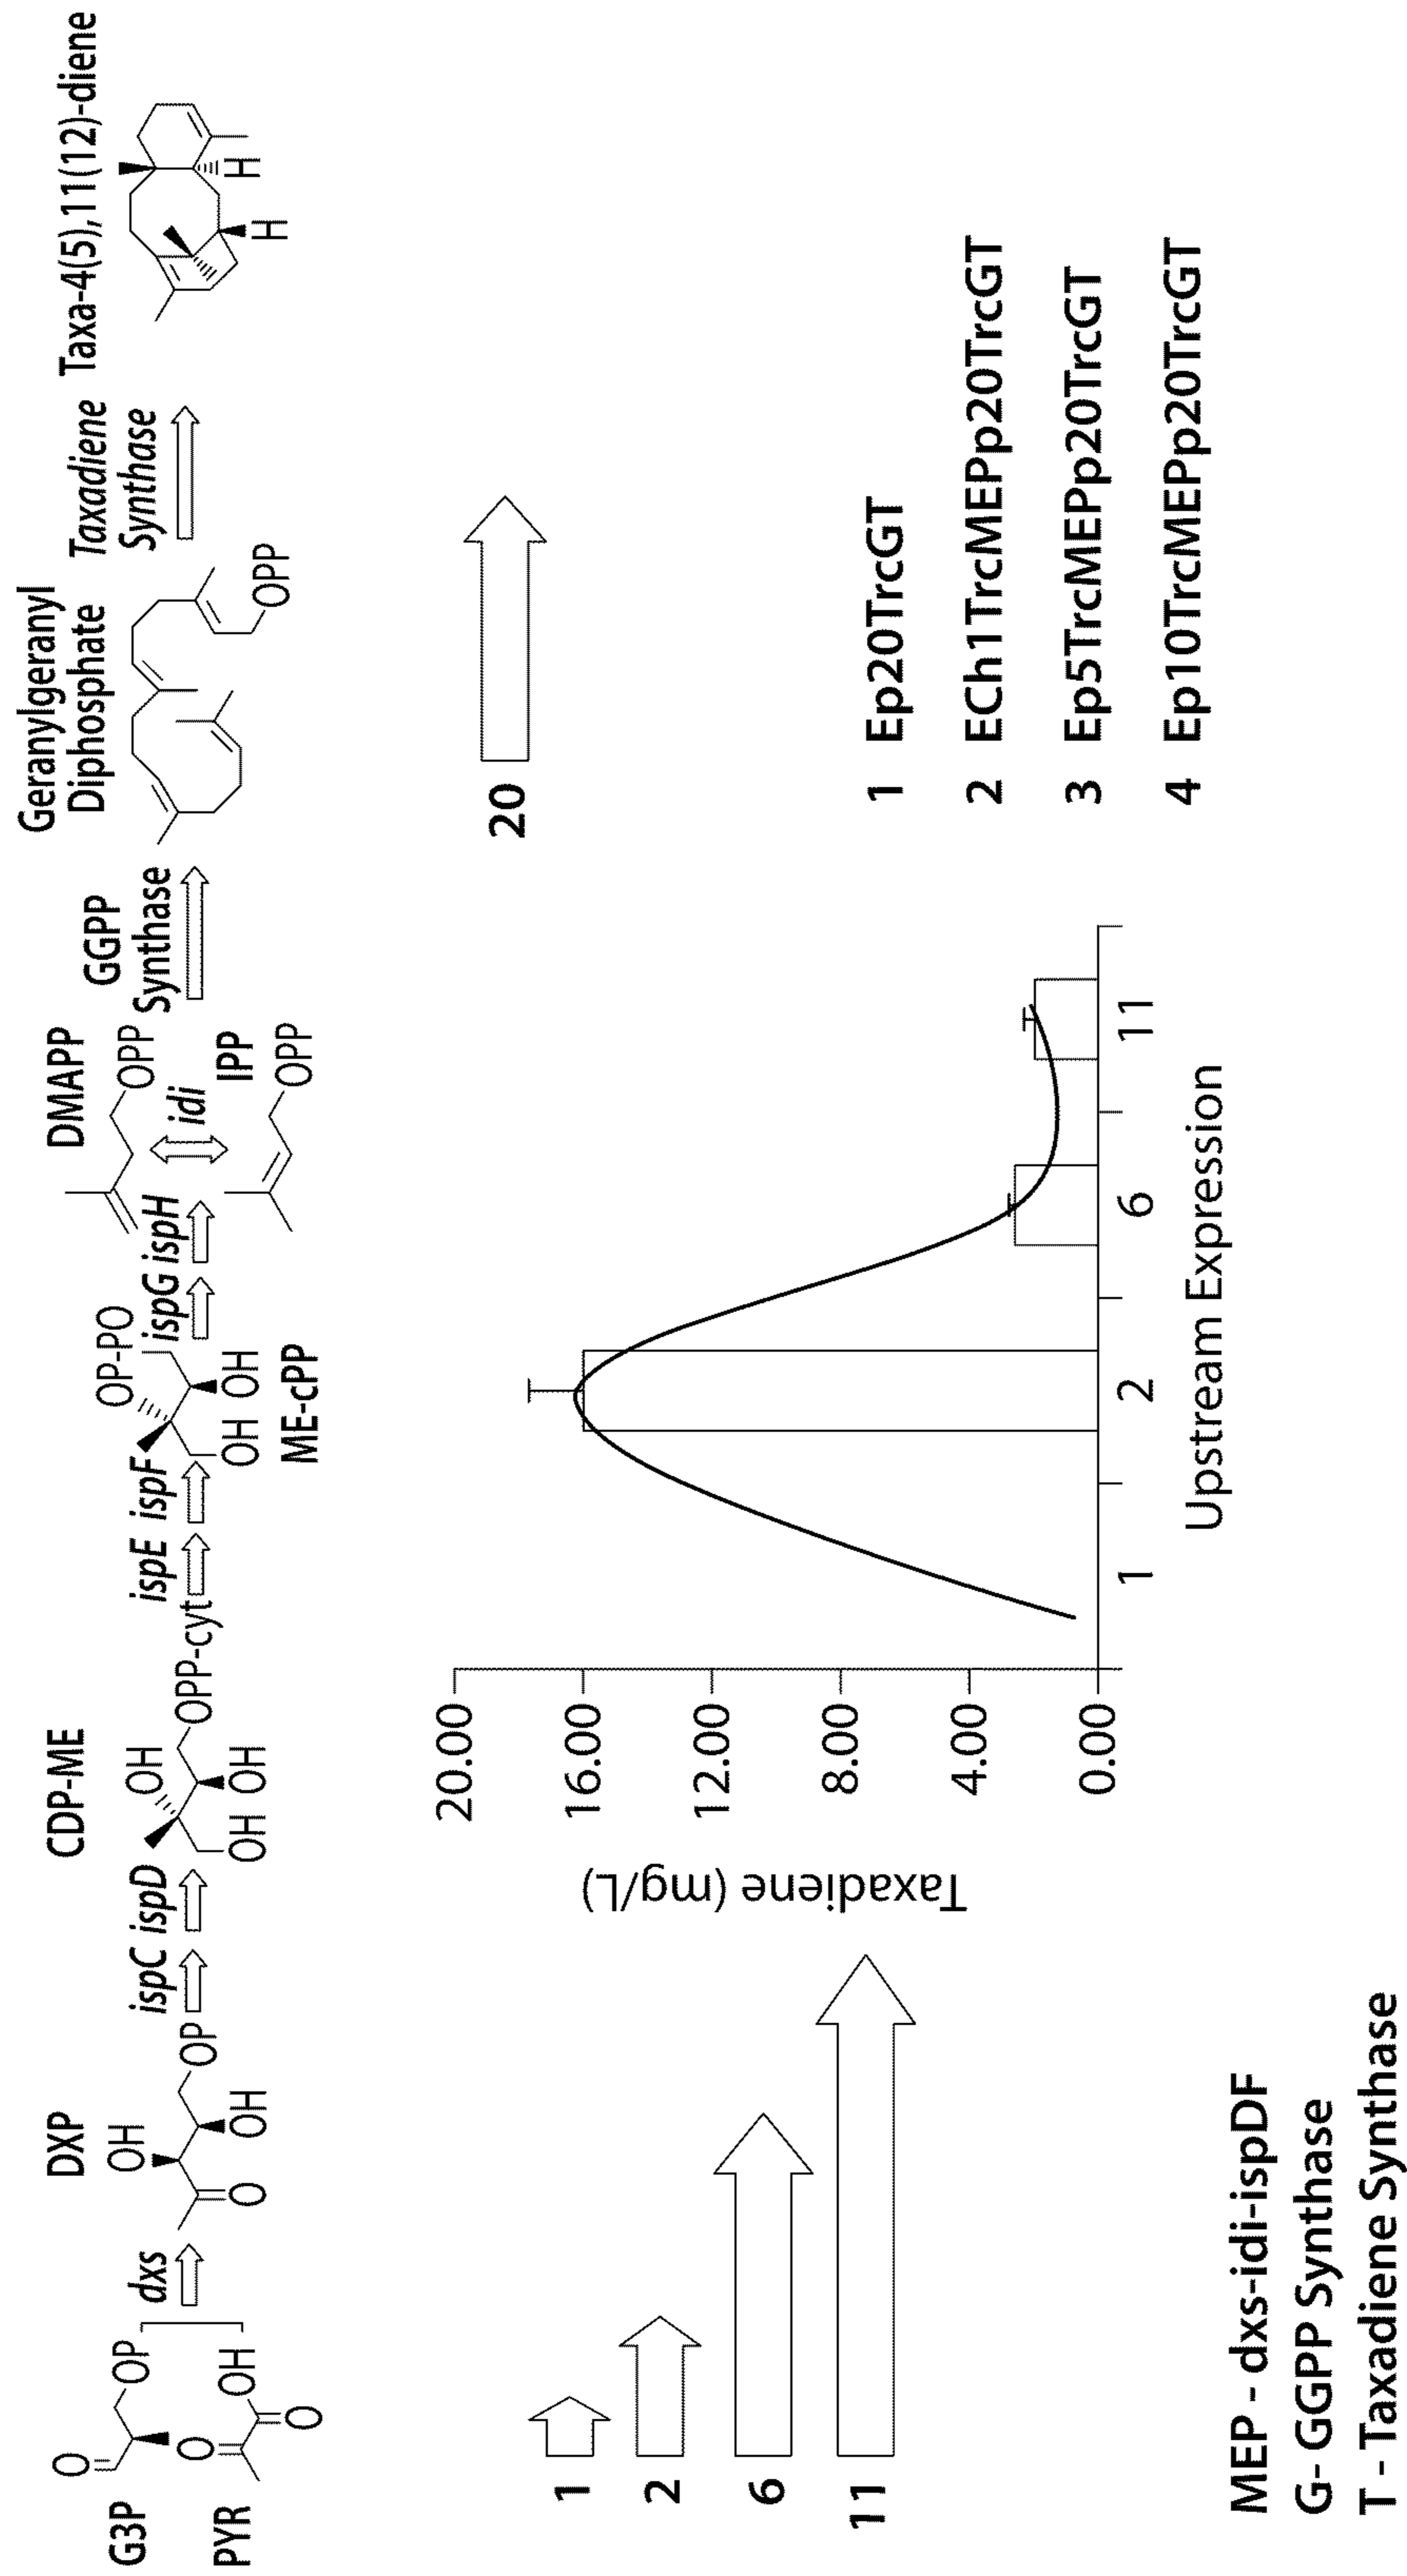 G3P
O
OP
PYR
O
OH
O
dxs
DXP
OH
OP
O
OH
ispC ispD
CDP-ME
OH
OPP-cyt
OH OH
ispE ispF
OP-PO
OH OH
ME-cPP
ispG ispH
DMAPP
OPP
idi
IPP
OPP
GGPP
Synthase
Geranylgeranyl
Diphosphate
OPP
Taxadiene
Synthase
Taxa-4(5),11(12)-diene
H
H
1
2
6
11
20
Taxadiene (mg/L)
20.00
16.00
12.00
8.00
4.00
0.00
1 2 6 11
Upstream Expression
1 Ep20TrcGT
2 ECh1TrcMEPp20TrcGT
3 Ep5TrcMEPp20TrcGT
4 Ep10TrcMEPp20TrcGT
MEP - dxs-idi-ispDF
G- GGPP Synthase
T - Taxadiene Synthase